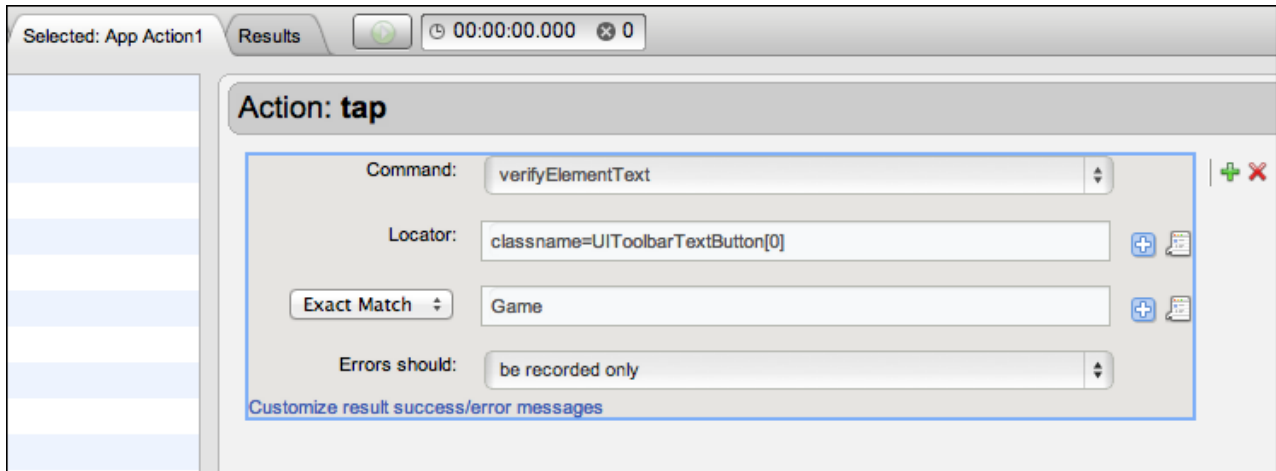 Selected: App Action1 Results 00:00:00.000 0
Action: tap
Command: verifyElementText
Locator: classname=UIToolbarTextButton[0]
Exact Match Game
Errors should: be recorded only
Customize result success/error messages